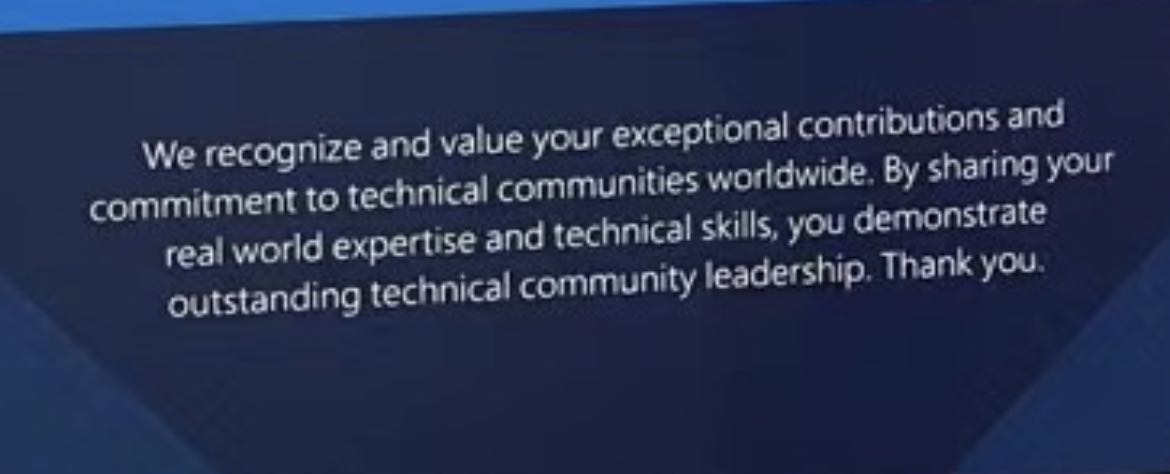 We recognize and value your exceptional contributions and
commitment to technical communities worldwide. By sharing your
real world expertise and technical skills, you demonstrate
outstanding technical community leadership. Thank you.